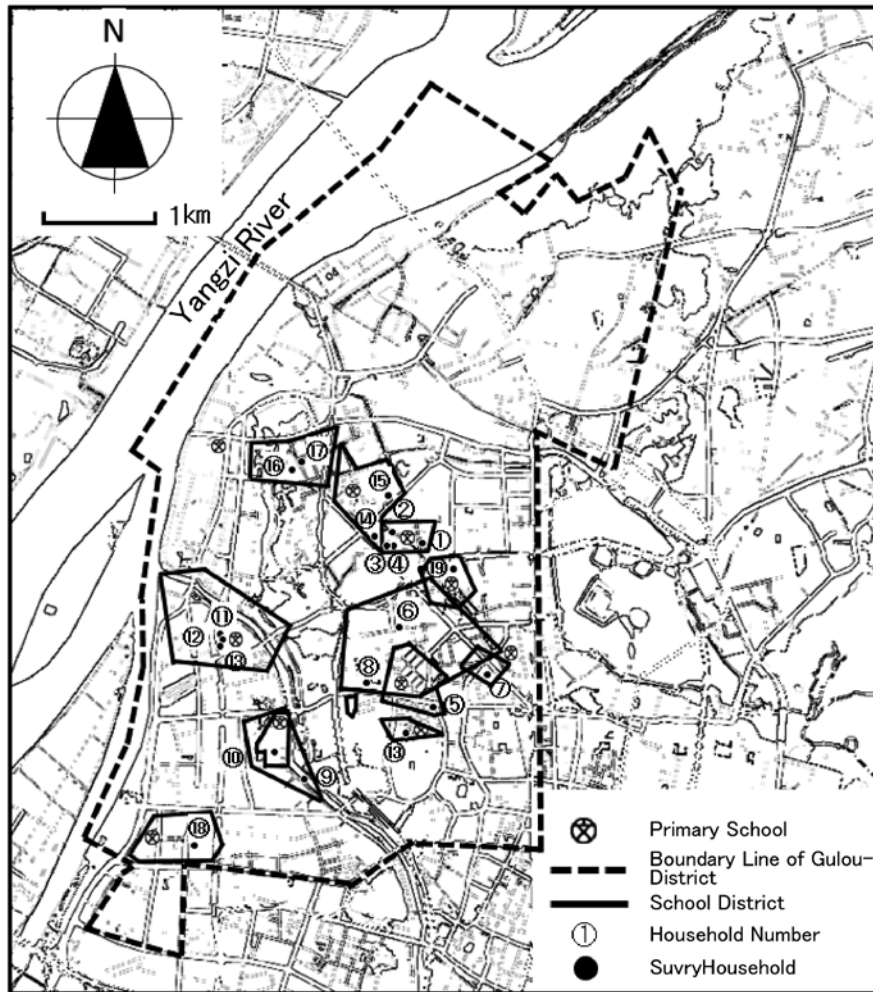 N
1km
Yangzi River
⑰
⑯
⑮
②
⑭
①
③ ④
⑲
⑥
⑪
⑫
⑬
⑧
⑦
⑤
⑬
⑩
⑨
⑱
Primary School
Boundary Line of Gulou-
District
School District
① Household Number
SuvryHousehold